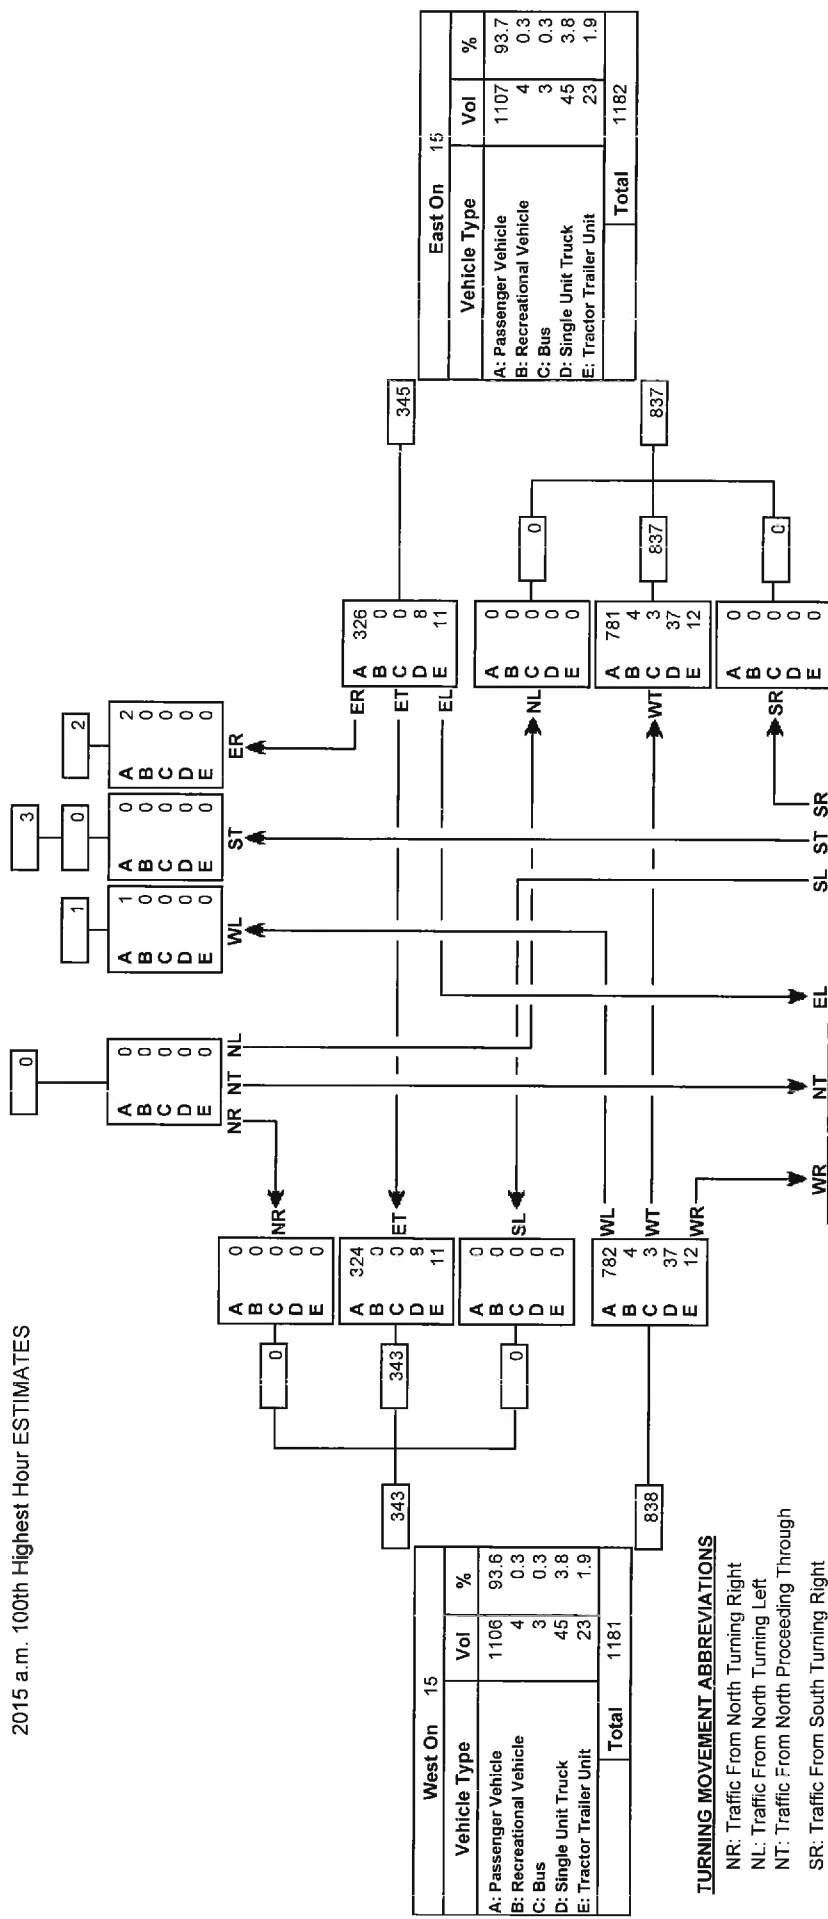 2015 a.m. 100th Highest Hour ESTIMATES
0
1
3
0
2
A 0
B 0
C 0
D 0
E 0
NR NT NL
A 1
B 0
C 0
D 0
E 0
WL
A 0
B 0
C 0
D 0
E 0
ST
A 2
B 0
C 0
D 0
E 0
ER
West On 15
Vehicle Type Vol %
A: Passenger Vehicle 1106 93.6
B: Recreational Vehicle 4 0.3
C: Bus 3 0.3
D: Single Unit Truck 45 3.8
E: Tractor Trailer Unit 23 1.9
Total 1181
343
838
0
343
0
A 0
B 0
C 0
D 0
E 0
NR
A 324
B 0
C 0
D 8
E 11
ET
A 0
B 0
C 0
D 0
E 0
SL
A 782
B 4
C 3
D 37
E 12
WL
WT
WR
ER
ET
EL
A 326
B 0
C 0
D 8
E 11
345
NL
A 0
B 0
C 0
D 0
E 0
0
WT
A 781
B 4
C 3
D 37
E 12
837
837
SR
A 0
B 0
C 0
D 0
E 0
0
East On 15
Vehicle Type Vol %
A: Passenger Vehicle 1107 93.7
B: Recreational Vehicle 4 0.3
C: Bus 3 0.3
D: Single Unit Truck 45 3.8
E: Tractor Trailer Unit 23 1.9
Total 1182
WR NT EL SL ST SR
TURNING MOVEMENT ABBREVIATIONS
NR: Traffic From North Turning Right
NL: Traffic From North Turning Left
NT: Traffic From North Proceeding Through
SR: Traffic From South Turning Right